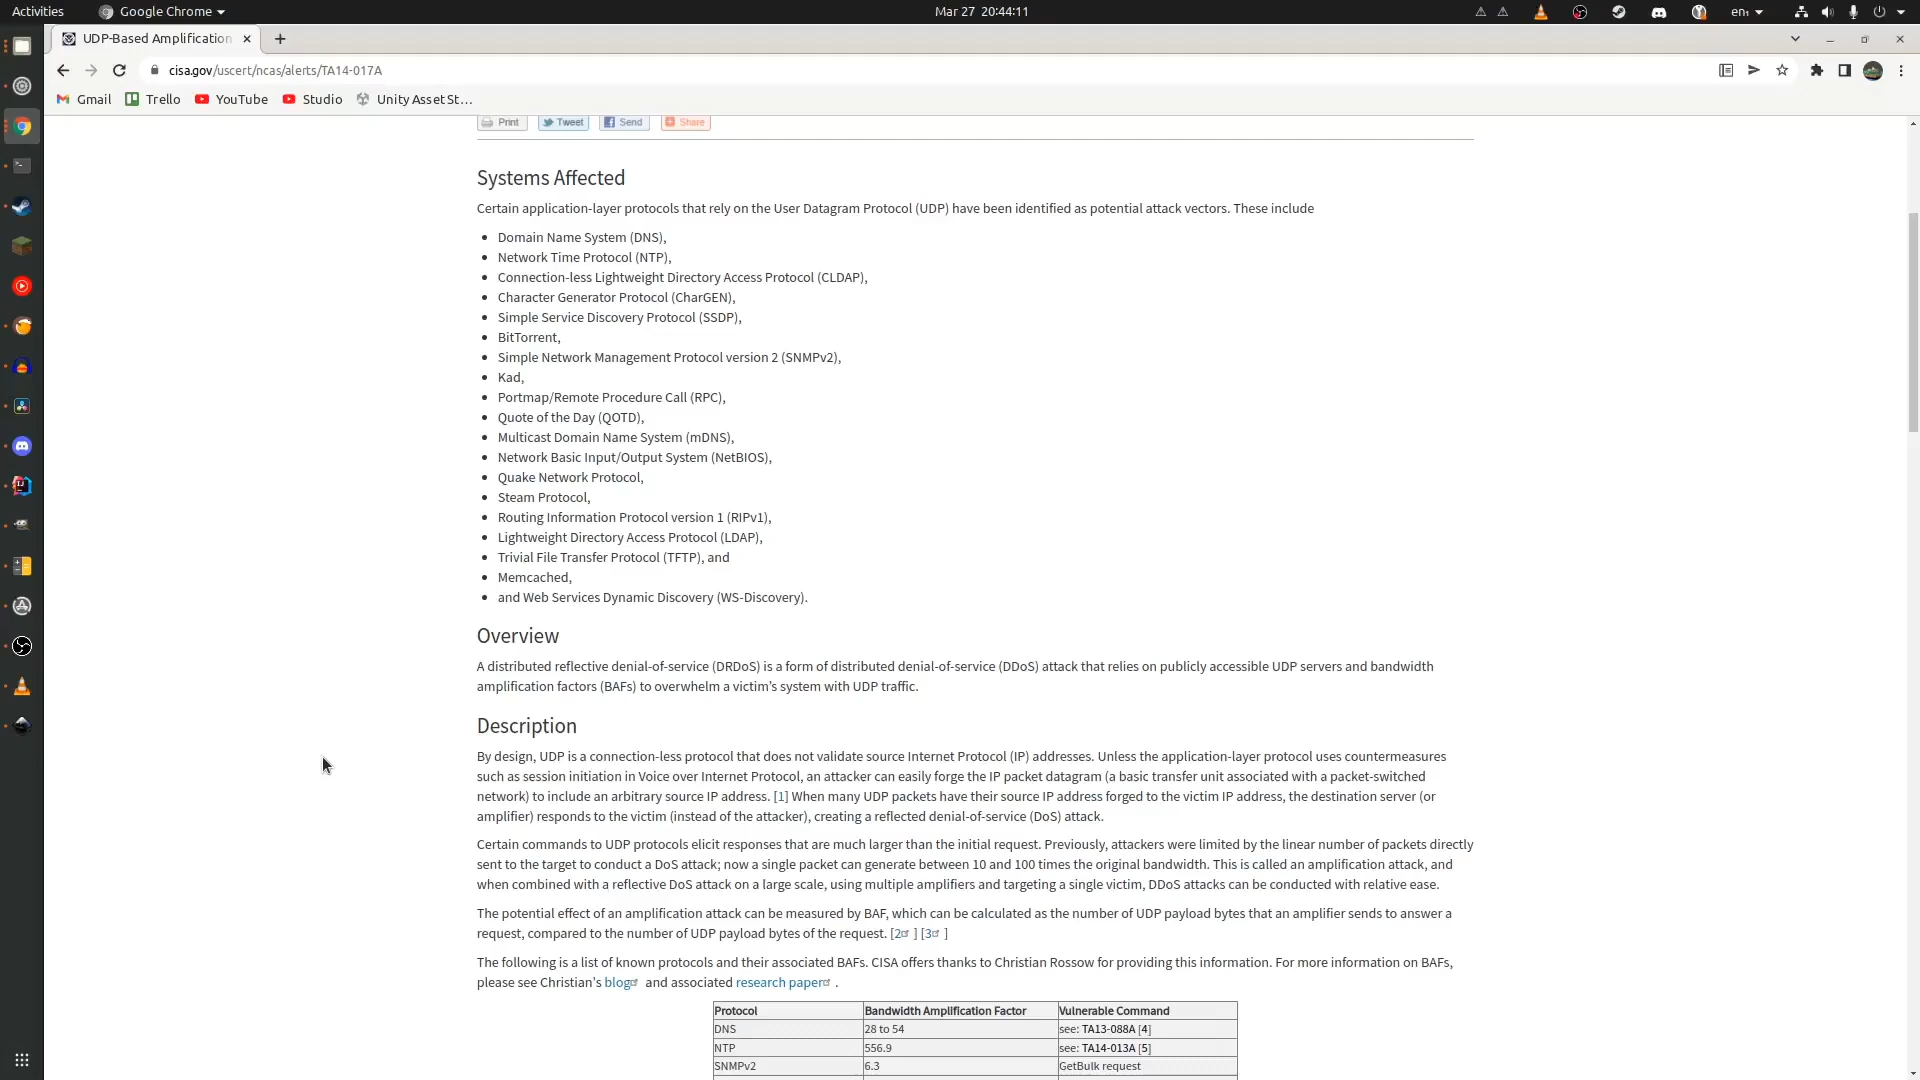 Activities
Google Chrome
Mar 27 20:44:11
en₁
UDP-Based Amplification
cisa.gov/uscert/ncas/alerts/TA14-017A
Gmail
Trello
YouTube
Studio
Unity Asset St…
Print
Tweet
Send
Share
Systems Affected
Certain application-layer protocols that rely on the User Datagram Protocol (UDP) have been identified as potential attack vectors. These include
• Domain Name System (DNS),
• Network Time Protocol (NTP),
• Connection-less Lightweight Directory Access Protocol (CLDAP),
• Character Generator Protocol (CharGEN),
• Simple Service Discovery Protocol (SSDP),
• BitTorrent,
• Simple Network Management Protocol version 2 (SNMPv2),
• Kad,
• Portmap/Remote Procedure Call (RPC),
• Quote of the Day (QOTD),
• Multicast Domain Name System (mDNS),
• Network Basic Input/Output System (NetBIOS),
• Quake Network Protocol,
• Steam Protocol,
• Routing Information Protocol version 1 (RIPv1),
• Lightweight Directory Access Protocol (LDAP),
• Trivial File Transfer Protocol (TFTP), and
• Memcached,
• and Web Services Dynamic Discovery (WS-Discovery).
Overview
A distributed reflective denial-of-service (DRDoS) is a form of distributed denial-of-service (DDoS) attack that relies on publicly accessible UDP servers and bandwidth
amplification factors (BAFs) to overwhelm a victim's system with UDP traffic.
Description
By design, UDP is a connection-less protocol that does not validate source Internet Protocol (IP) addresses. Unless the application-layer protocol uses countermeasures
such as session initiation in Voice over Internet Protocol, an attacker can easily forge the IP packet datagram (a basic transfer unit associated with a packet-switched
network) to include an arbitrary source IP address. [1] When many UDP packets have their source IP address forged to the victim IP address, the destination server (or
amplifier) responds to the victim (instead of the attacker), creating a reflected denial-of-service (DoS) attack.
Certain commands to UDP protocols elicit responses that are much larger than the initial request. Previously, attackers were limited by the linear number of packets directly
sent to the target to conduct a DoS attack; now a single packet can generate between 10 and 100 times the original bandwidth. This is called an amplification attack, and
when combined with a reflective DoS attack on a large scale, using multiple amplifiers and targeting a single victim, DDoS attacks can be conducted with relative ease.
The potential effect of an amplification attack can be measured by BAF, which can be calculated as the number of UDP payload bytes that an amplifier sends to answer a
request, compared to the number of UDP payload bytes of the request. [2 ] [3 ]
The following is a list of known protocols and their associated BAFs. CISA offers thanks to Christian Rossow for providing this information. For more information on BAFs,
please see Christian's blog and associated research paper .
Protocol Bandwidth Amplification Factor Vulnerable Command
DNS 28 to 54 see: TA13-088A [4]
NTP 556.9 see: TA14-013A [5]
SNMPv2 6.3 GetBulk request